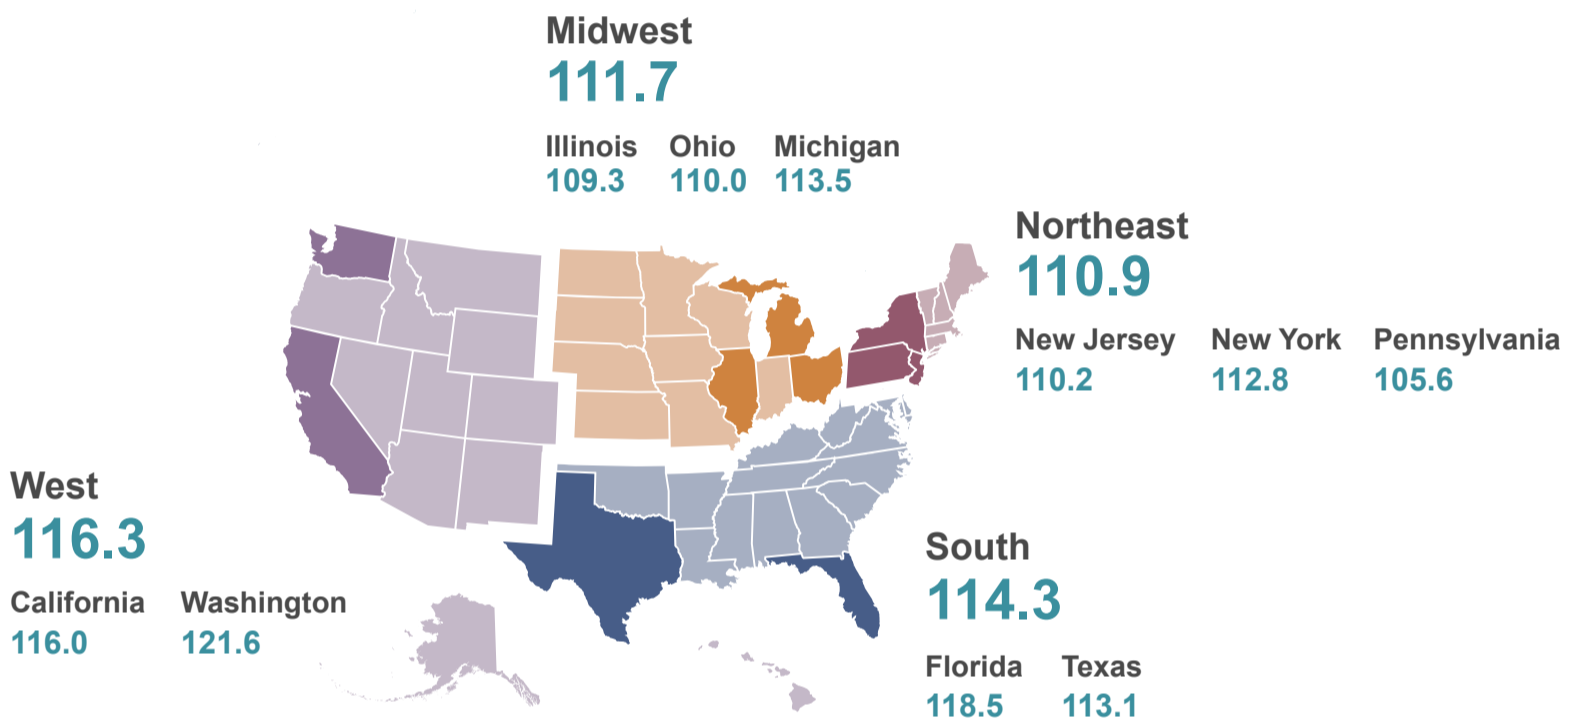 Midwest
111.7
Illinois Ohio Michigan
109.3 110.0 113.5
Northeast
110.9
New Jersey New York Pennsylvania
110.2 112.8 105.6
West
116.3
California Washington
116.0 121.6
South
114.3
Florida Texas
118.5 113.1